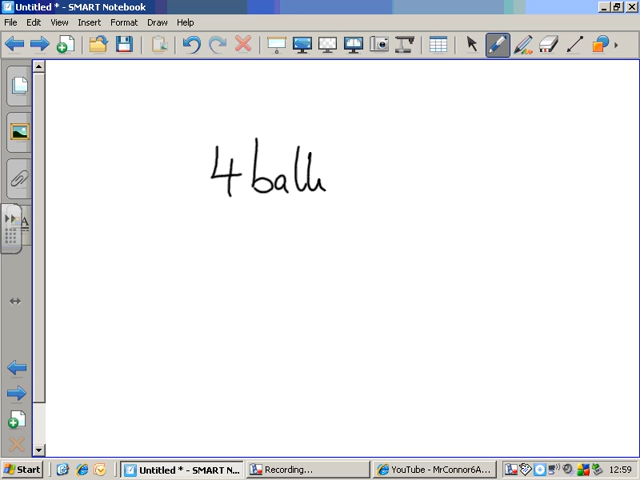 Untitled * - SMART Notebook
File Edit View Insert Format Draw Help
4 ball
Start
Untitled * - SMART N...
Recording...
YouTube - MrConnor6A...
12:59